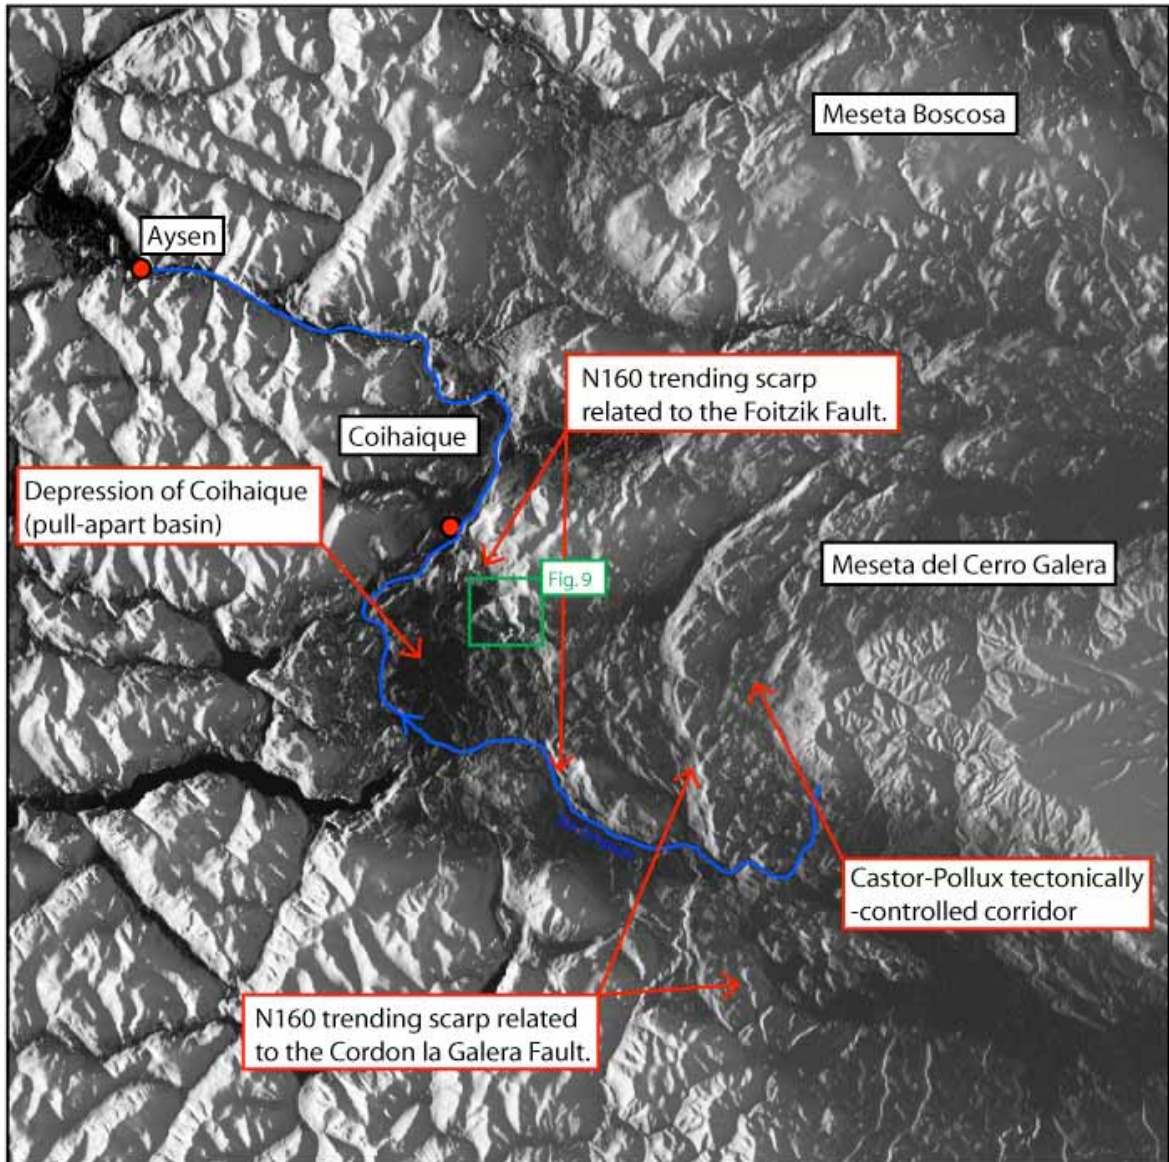 Meseta Boscosa
Aysen
N160 trending scarp
related to the Foitzik Fault.
Coihaique
Depression of Coihaique
(pull-apart basin)
Fig. 9
Meseta del Cerro Galera
Castor-Pollux tectonically
-controlled corridor
N160 trending scarp related
to the Cordon la Galera Fault.